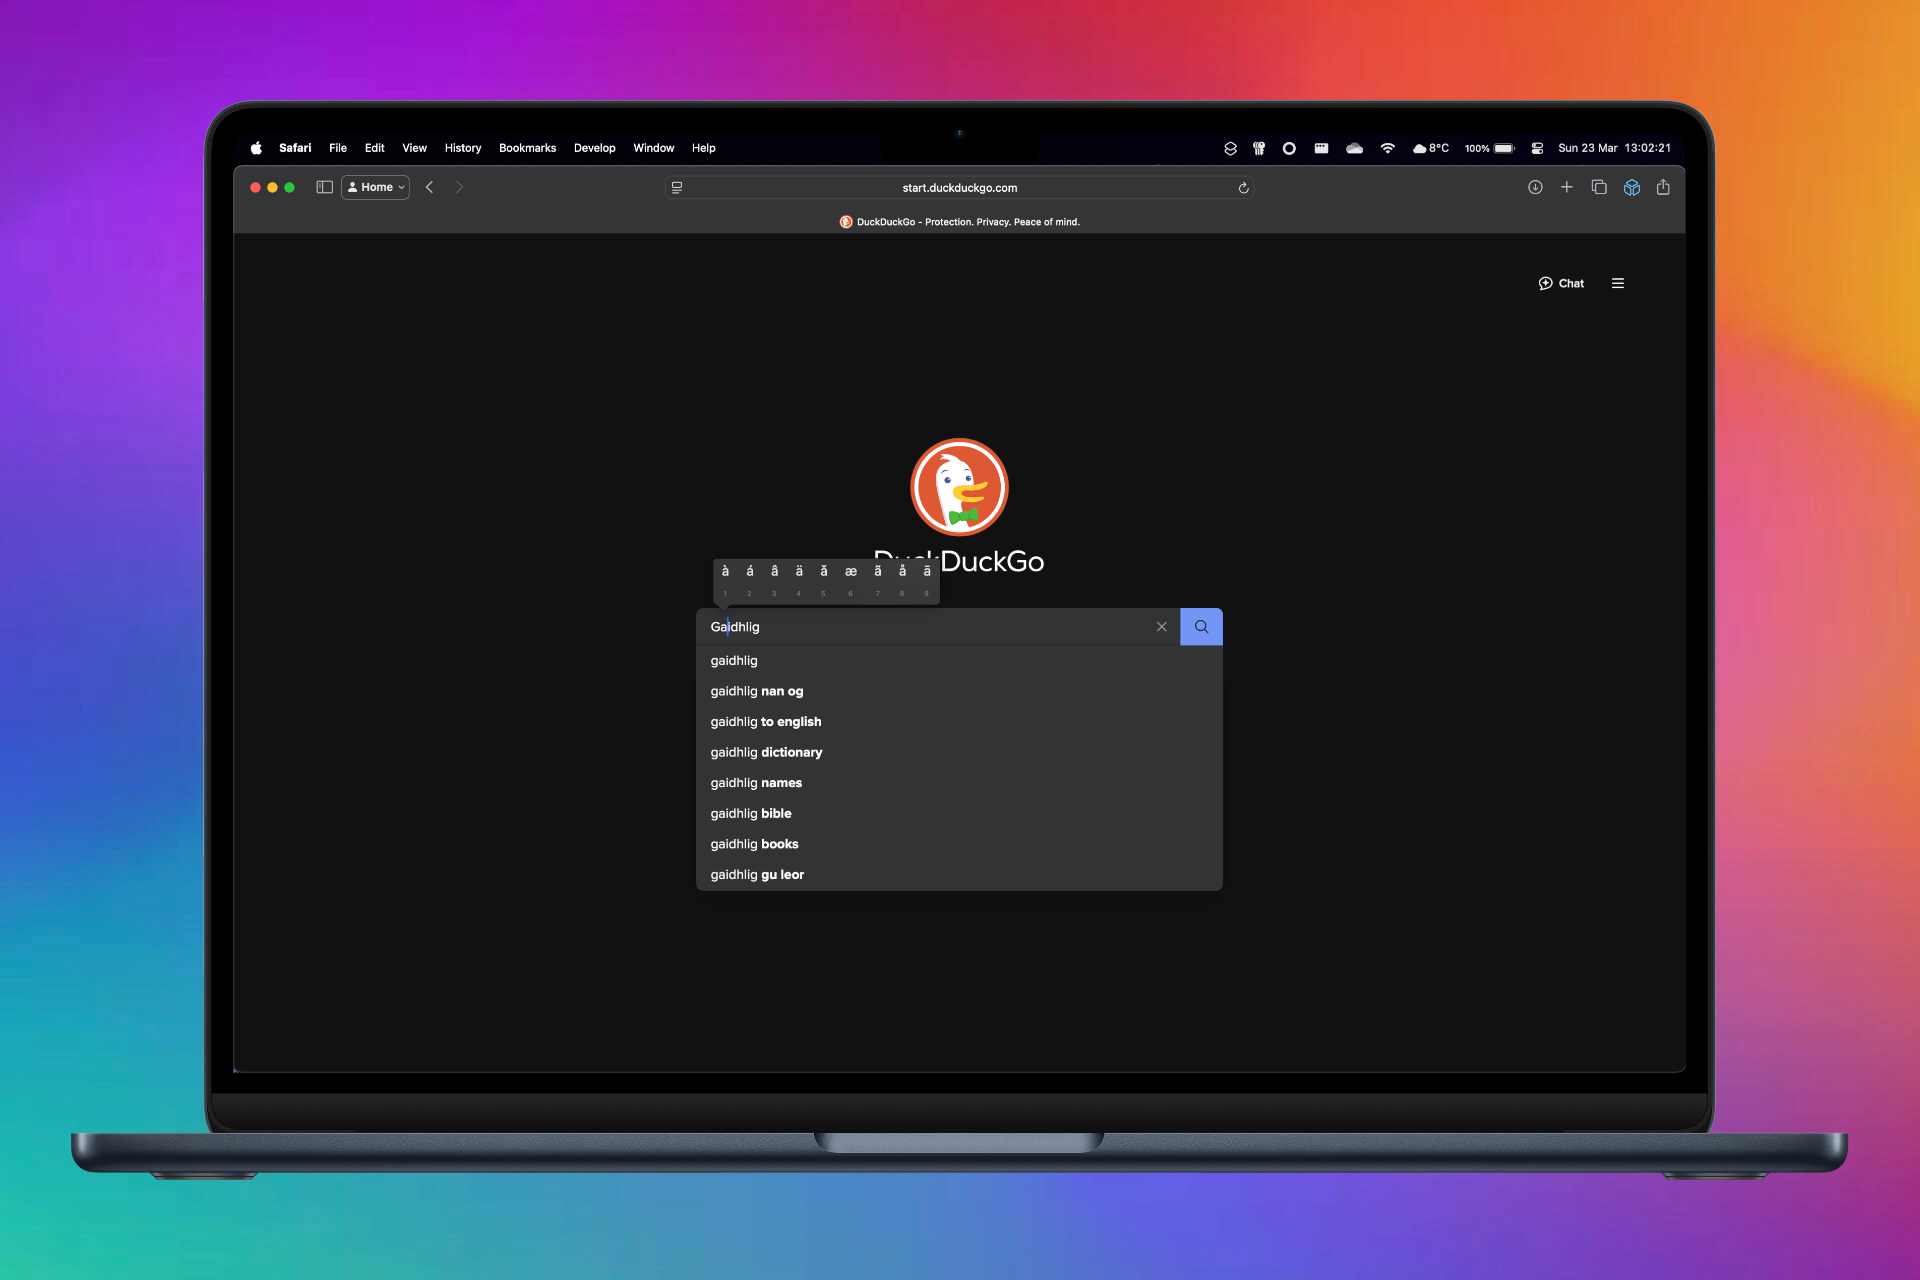 Safari File Edit View History Bookmarks Develop Window Help 8°C 100% Sun 23 Mar 13:02:21
Home start.duckduckgo.com
DuckDuckGo - Protection. Privacy. Peace of mind.
Chat
DuckDuckGo
à á â ä ǎ æ ã å ā
1 2 3 4 5 6 7 8 9
Gaidhlig
gaidhlig
gaidhlig nan og
gaidhlig to english
gaidhlig dictionary
gaidhlig names
gaidhlig bible
gaidhlig books
gaidhlig gu leor